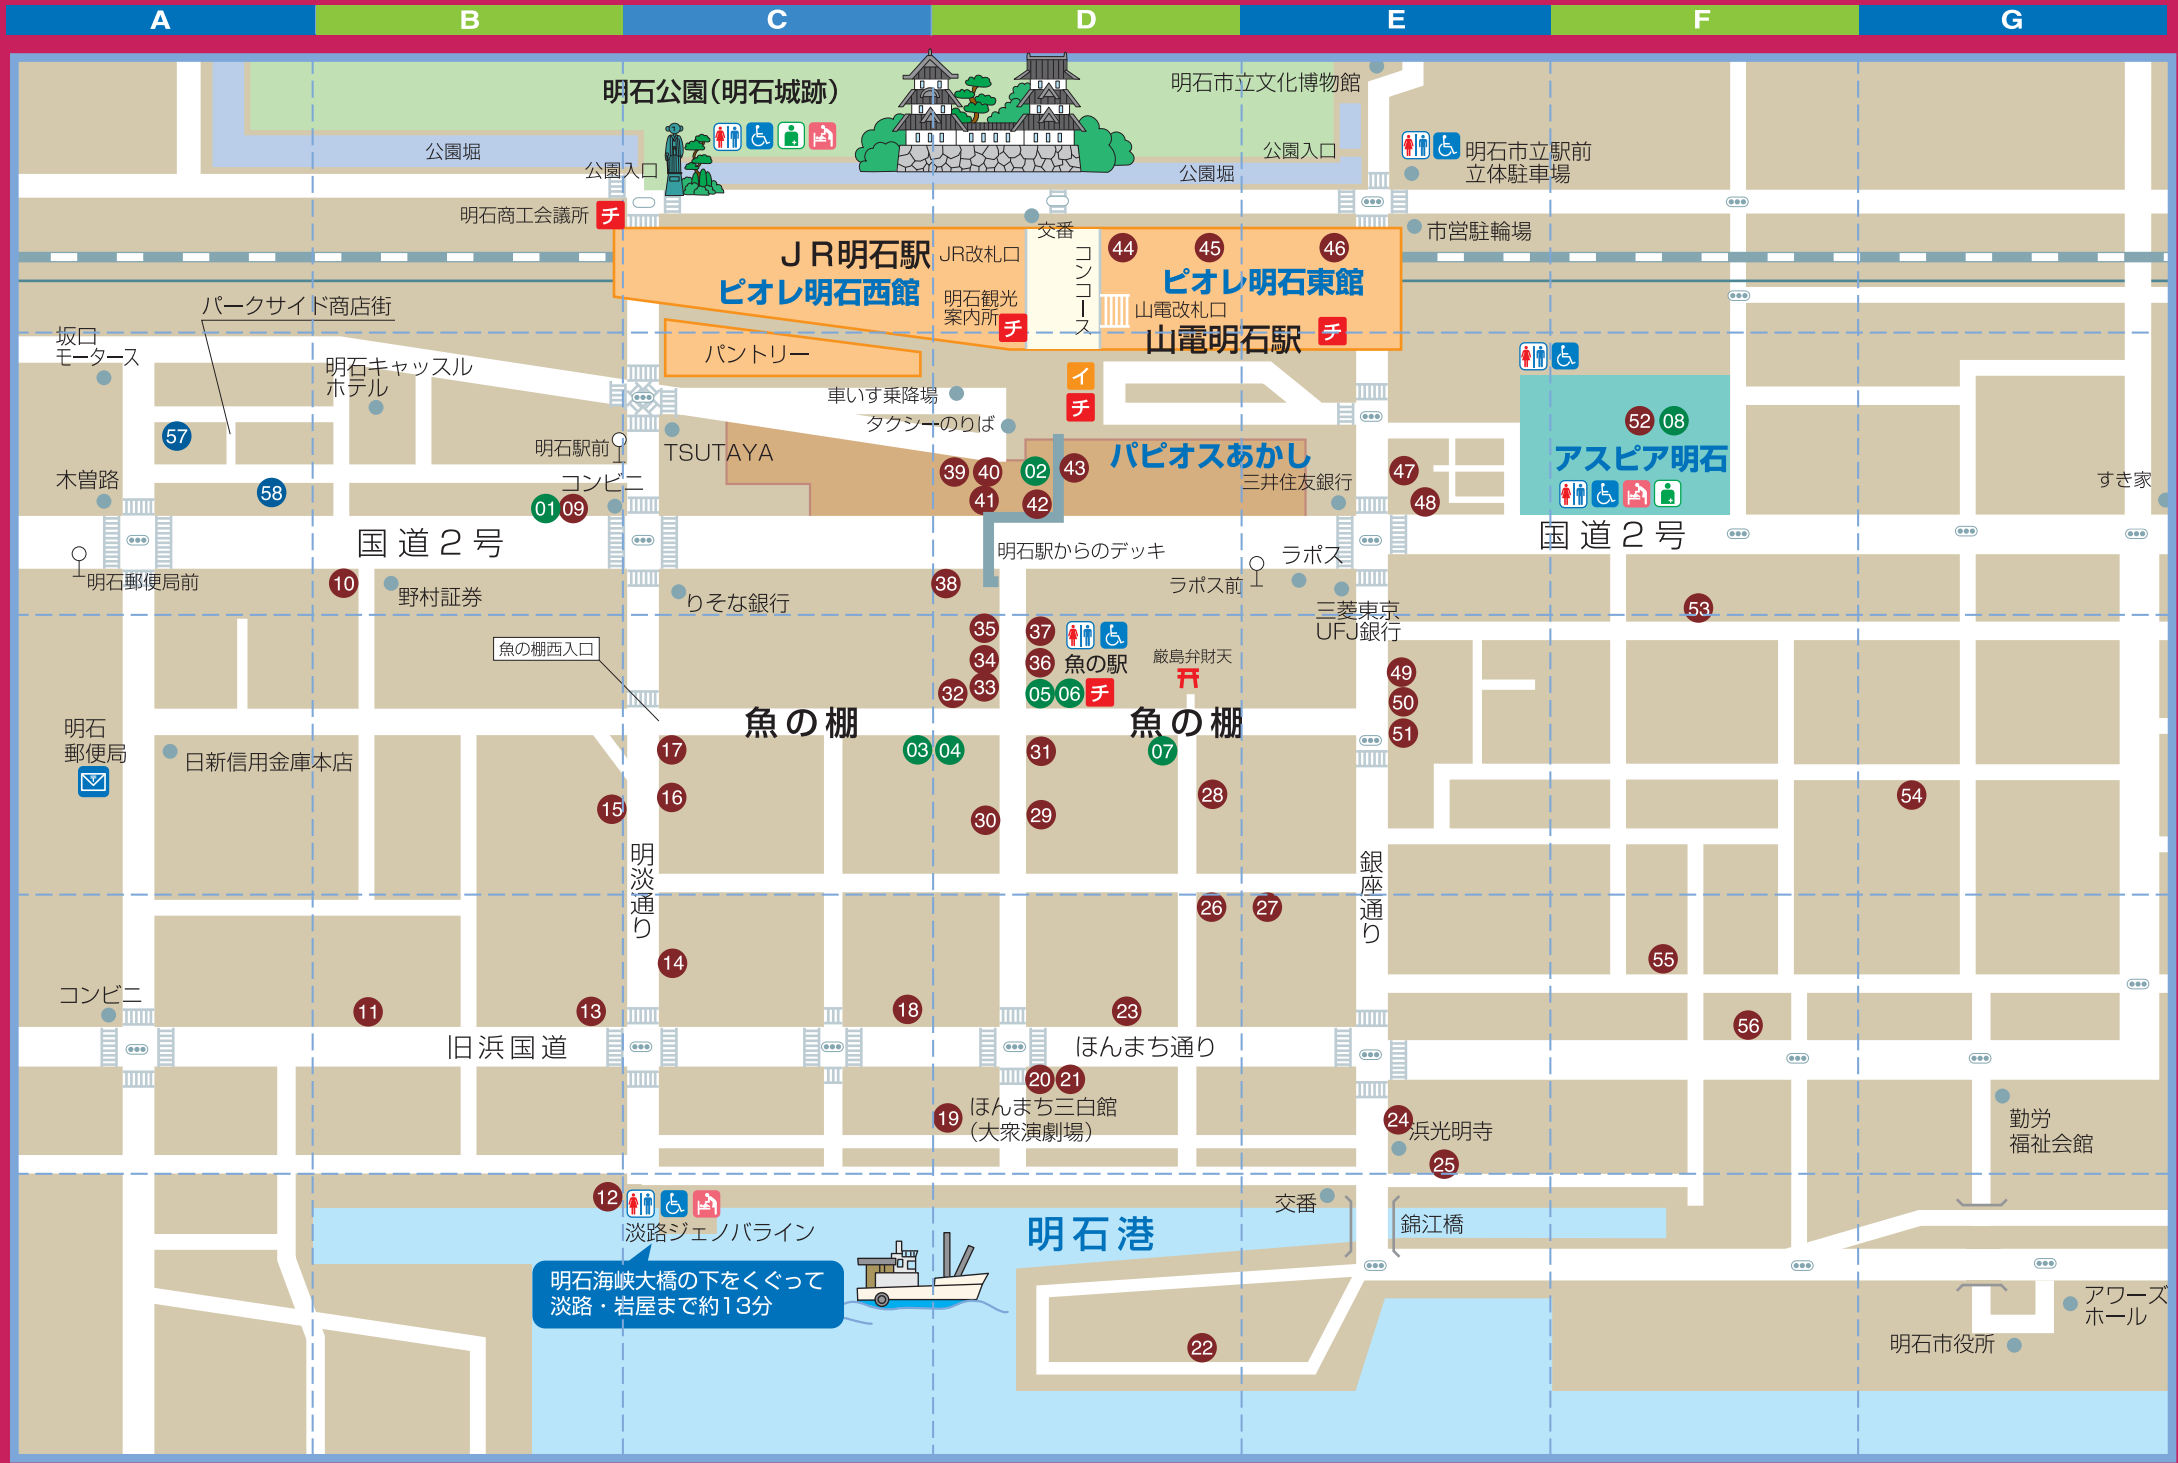 A
B
C
D
E
F
G
明石公園(明石城跡)
明石市立文化博物館
公園堀
公園入口
公園堀
公園入口
明石市立駅前
立体駐車場
明石商工会議所
チ
交番
市営駐輪場
JR明石駅
ピオレ明石西館
JR改札口
明石観光
案内所
チ
コンコース
44
45
46
ピオレ明石東館
山電改札口
山電明石駅
チ
パークサイド商店街
坂口
モータース
明石キャッスル
ホテル
パントリー
車いす乗降場
タクシーのりば
イ
チ
57
58
木曽路
明石駅前
コンビニ
01
09
TSUTAYA
39
40
41
02
42
43
パピオスあかし
三井住友銀行
47
48
52
08
アスピア明石
すき家
国道2号
国道2号
明石駅からのデッキ
ラポス
ラポス前
明石郵便局前
10
野村証券
りそな銀行
38
三菱東京
UFJ銀行
53
魚の棚西入口
35
37
34
36
魚の駅
厳島弁財天
32
33
05
06
チ
49
50
51
明石
郵便局
日新信用金庫本店
魚の棚
魚の棚
17
03
04
31
07
16
15
28
30
29
54
明淡通り
銀座通り
26
27
14
55
コンビニ
11
13
18
23
56
旧浜国道
ほんまち通り
20
21
19
ほんまち三白館
(大衆演劇場)
24
浜光明寺
25
勤労
福祉会館
12
淡路ジェノバライン
明石港
交番
錦江橋
明石海峡大橋の下をくぐって
淡路・岩屋まで約13分
22
アワーズ
ホール
明石市役所